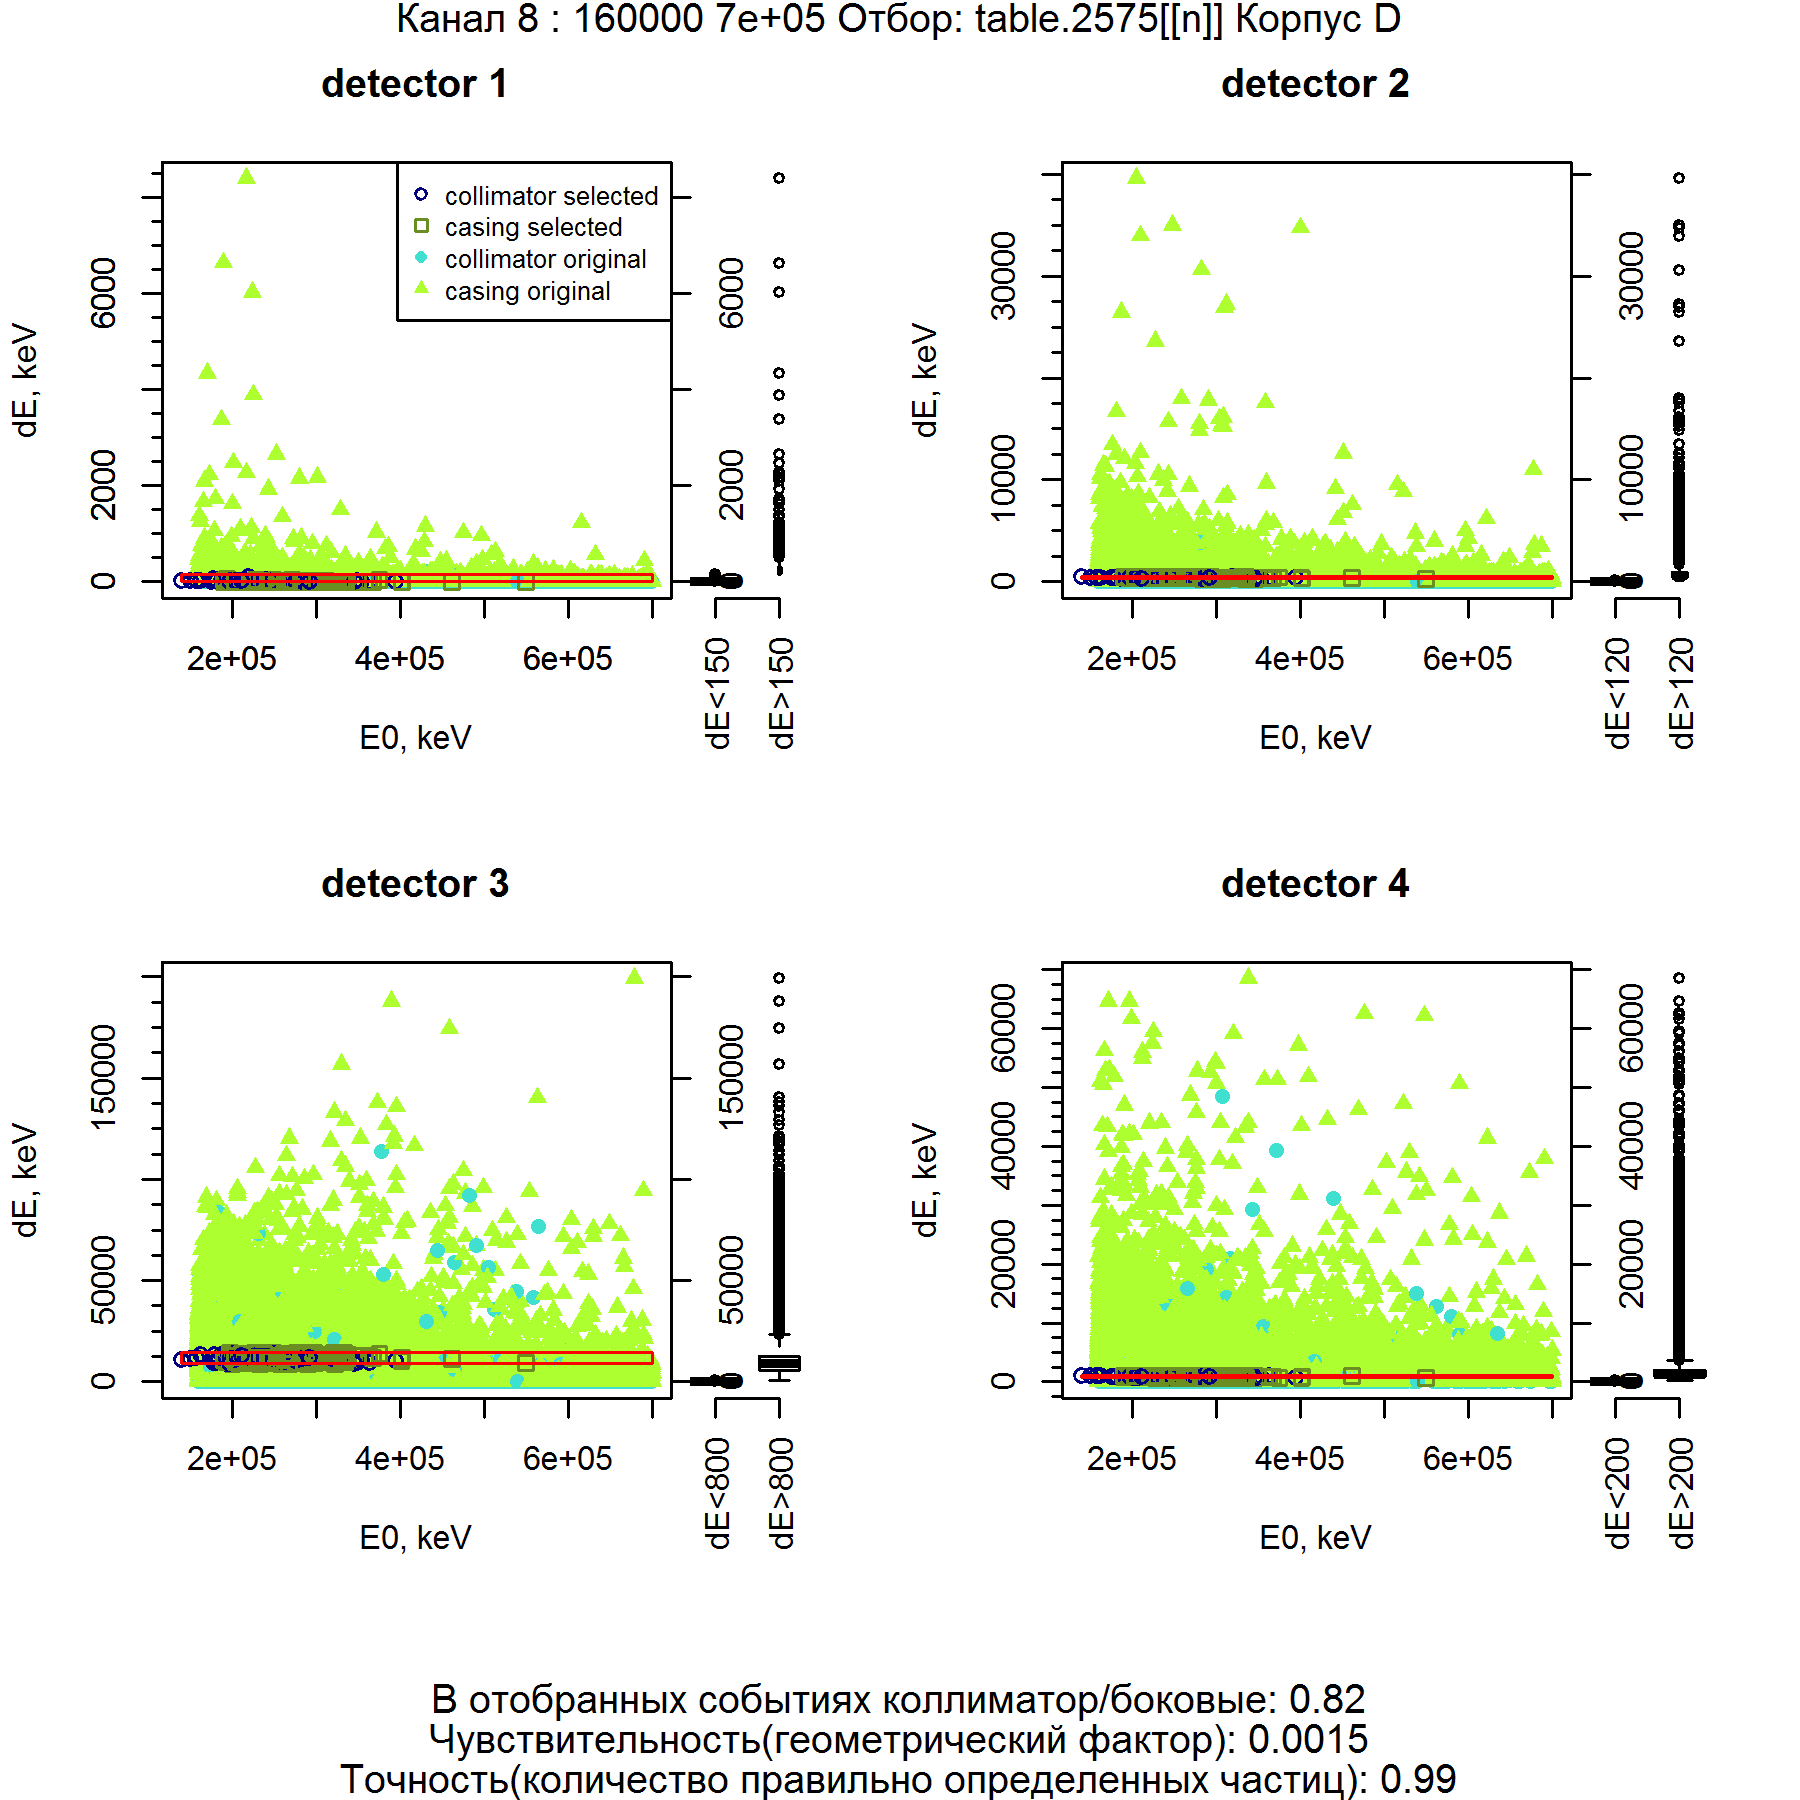 Канал 8 : 160000 7e+05 Отбор: table.2575[[n]] Корпус D
detector 1
dE, keV
0 2000 6000
collimator selected
casing selected
collimator original
casing original
2e+05 4e+05 6e+05
E0, keV
0 2000 6000
dE<150
dE>150
detector 2
dE, keV
0 10000 30000
2e+05 4e+05 6e+05
E0, keV
0 10000 30000
dE<120
dE>120
detector 3
dE, keV
0 50000 150000
2e+05 4e+05 6e+05
E0, keV
0 50000 150000
dE<800
dE>800
detector 4
dE, keV
0 20000 40000 60000
2e+05 4e+05 6e+05
E0, keV
0 20000 40000 60000
dE<200
dE>200
В отобранных событиях коллиматор/боковые: 0.82
Чувствительность(геометрический фактор): 0.0015
Точность(количество правильно определенных частиц): 0.99